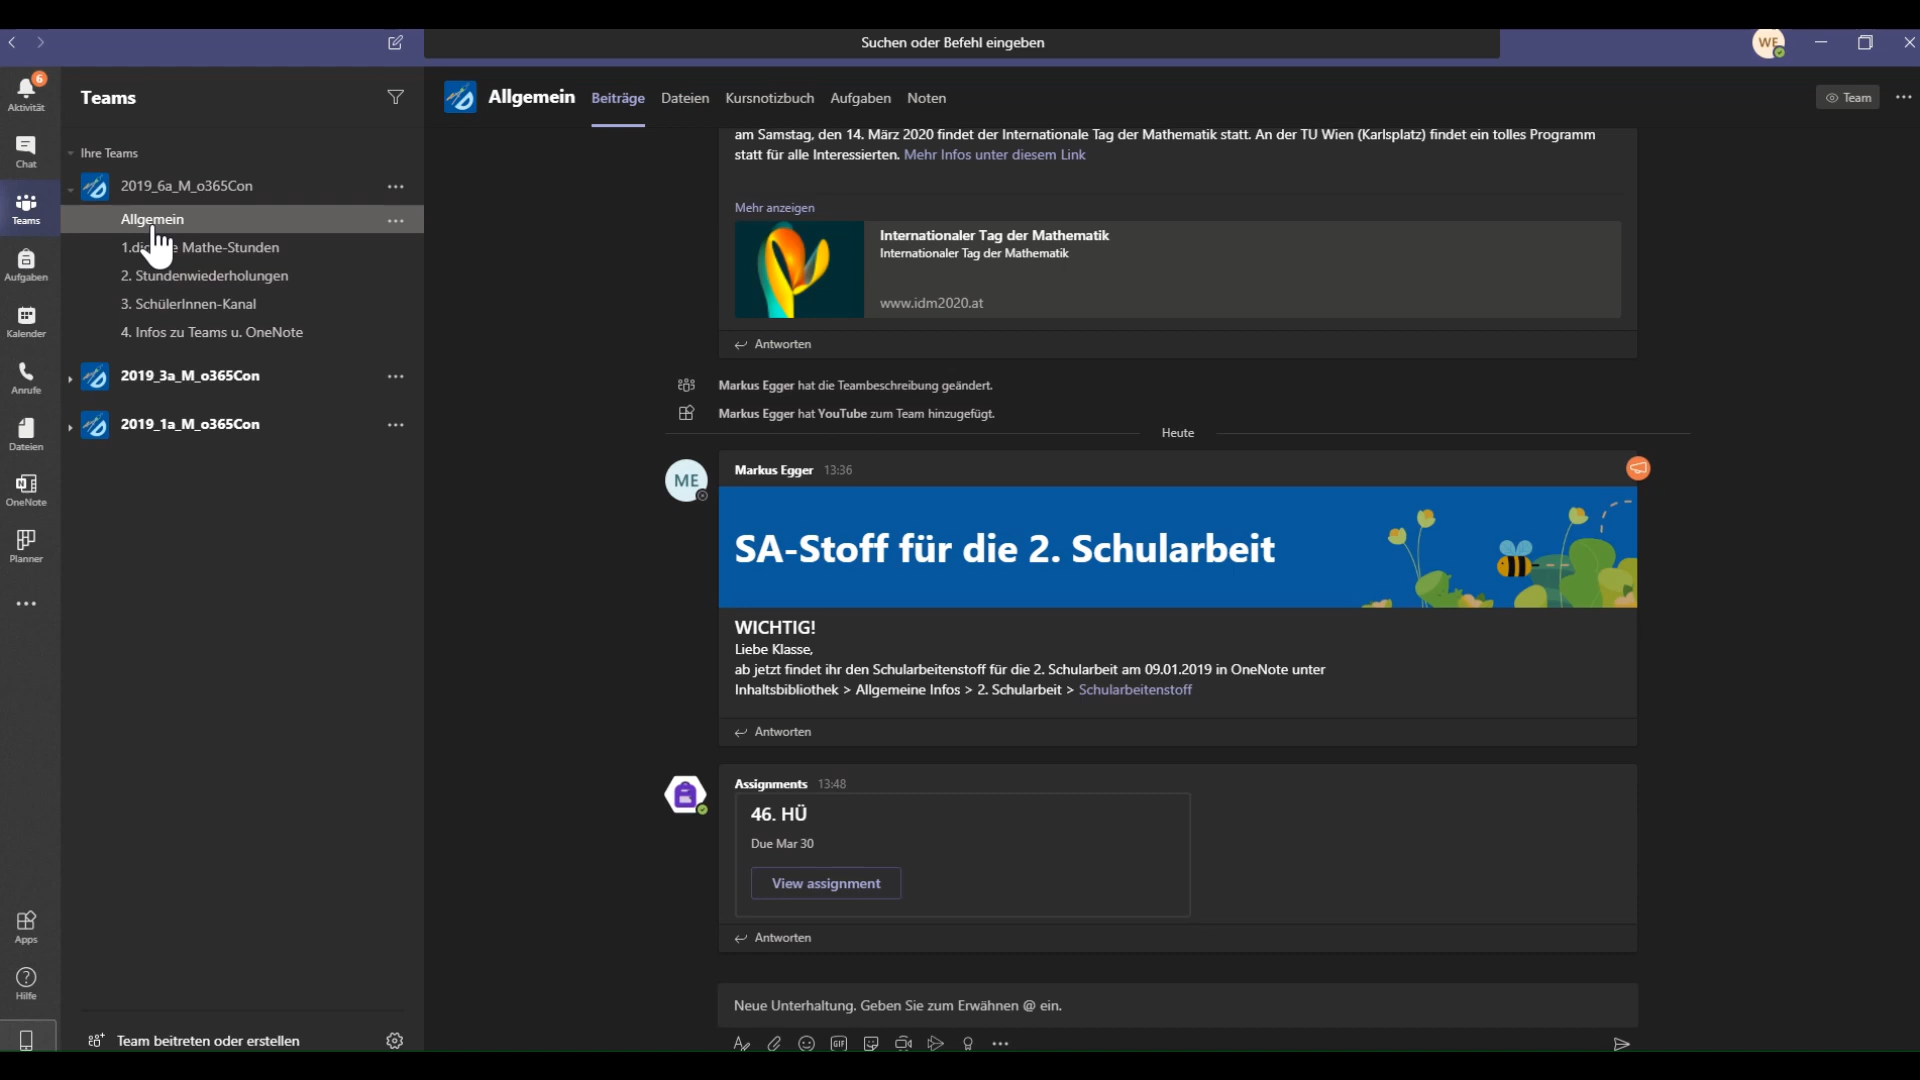 Suchen oder Befehl eingeben
WE
6
Aktivität
Chat
Teams
Aufgaben
Kalender
Anrufe
Dateien
OneNote
Planner
Apps
Hilfe
Teams
Ihre Teams
2019_6a_M_o365Con
Allgemein
Mathe-Stunden
2. Stundenwiederholungen
3. SchülerInnen-Kanal
4. Infos zu Teams u. OneNote
2019_3a_M_o365Con
2019_1a_M_o365Con
Team beitreten oder erstellen
Allgemein Beiträge Dateien Kursnotizbuch Aufgaben Noten
Team
am Samstag, den 14. März 2020 findet der Internationale Tag der Mathematik statt. An der TU Wien (Karlsplatz) findet ein tolles Programm
statt für alle Interessierten. Mehr Infos unter diesem Link
Mehr anzeigen
Internationaler Tag der Mathematik
Internationaler Tag der Mathematik
www.idm2020.at
Antworten
Markus Egger hat die Teambeschreibung geändert.
Markus Egger hat YouTube zum Team hinzugefügt.
Heute
ME
Markus Egger 13:36
SA-Stoff für die 2. Schularbeit
WICHTIG!
Liebe Klasse,
ab jetzt findet ihr den Schularbeitenstoff für die 2. Schularbeit am 09.01.2019 in OneNote unter
Inhaltsbibliothek > Allgemeine Infos > 2. Schularbeit > Schularbeitenstoff
Antworten
Assignments 13:48
46. HÜ
Due Mar 30
View assignment
Antworten
Neue Unterhaltung. Geben Sie zum Erwähnen @ ein.
GIF